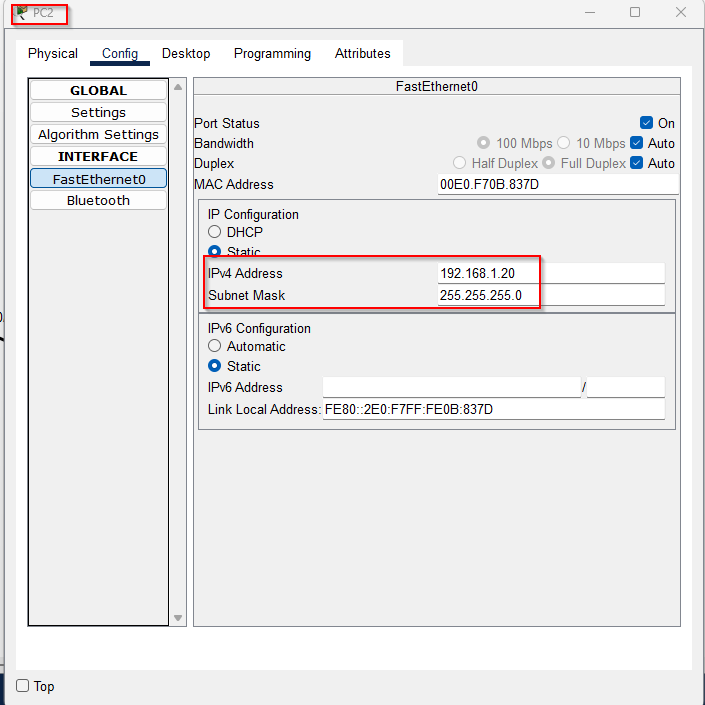 PC2
Physical Config Desktop Programming Attributes
GLOBAL
Settings
Algorithm Settings
INTERFACE
FastEthernet0
Bluetooth
FastEthernet0
Port Status On
Bandwidth 100 Mbps 10 Mbps Auto
Duplex Half Duplex Full Duplex Auto
MAC Address 00E0.F70B.837D
IP Configuration
DHCP
Static
IPv4 Address 192.168.1.20
Subnet Mask 255.255.255.0
IPv6 Configuration
Automatic
Static
IPv6 Address /
Link Local Address: FE80::2E0:F7FF:FE0B:837D
Top